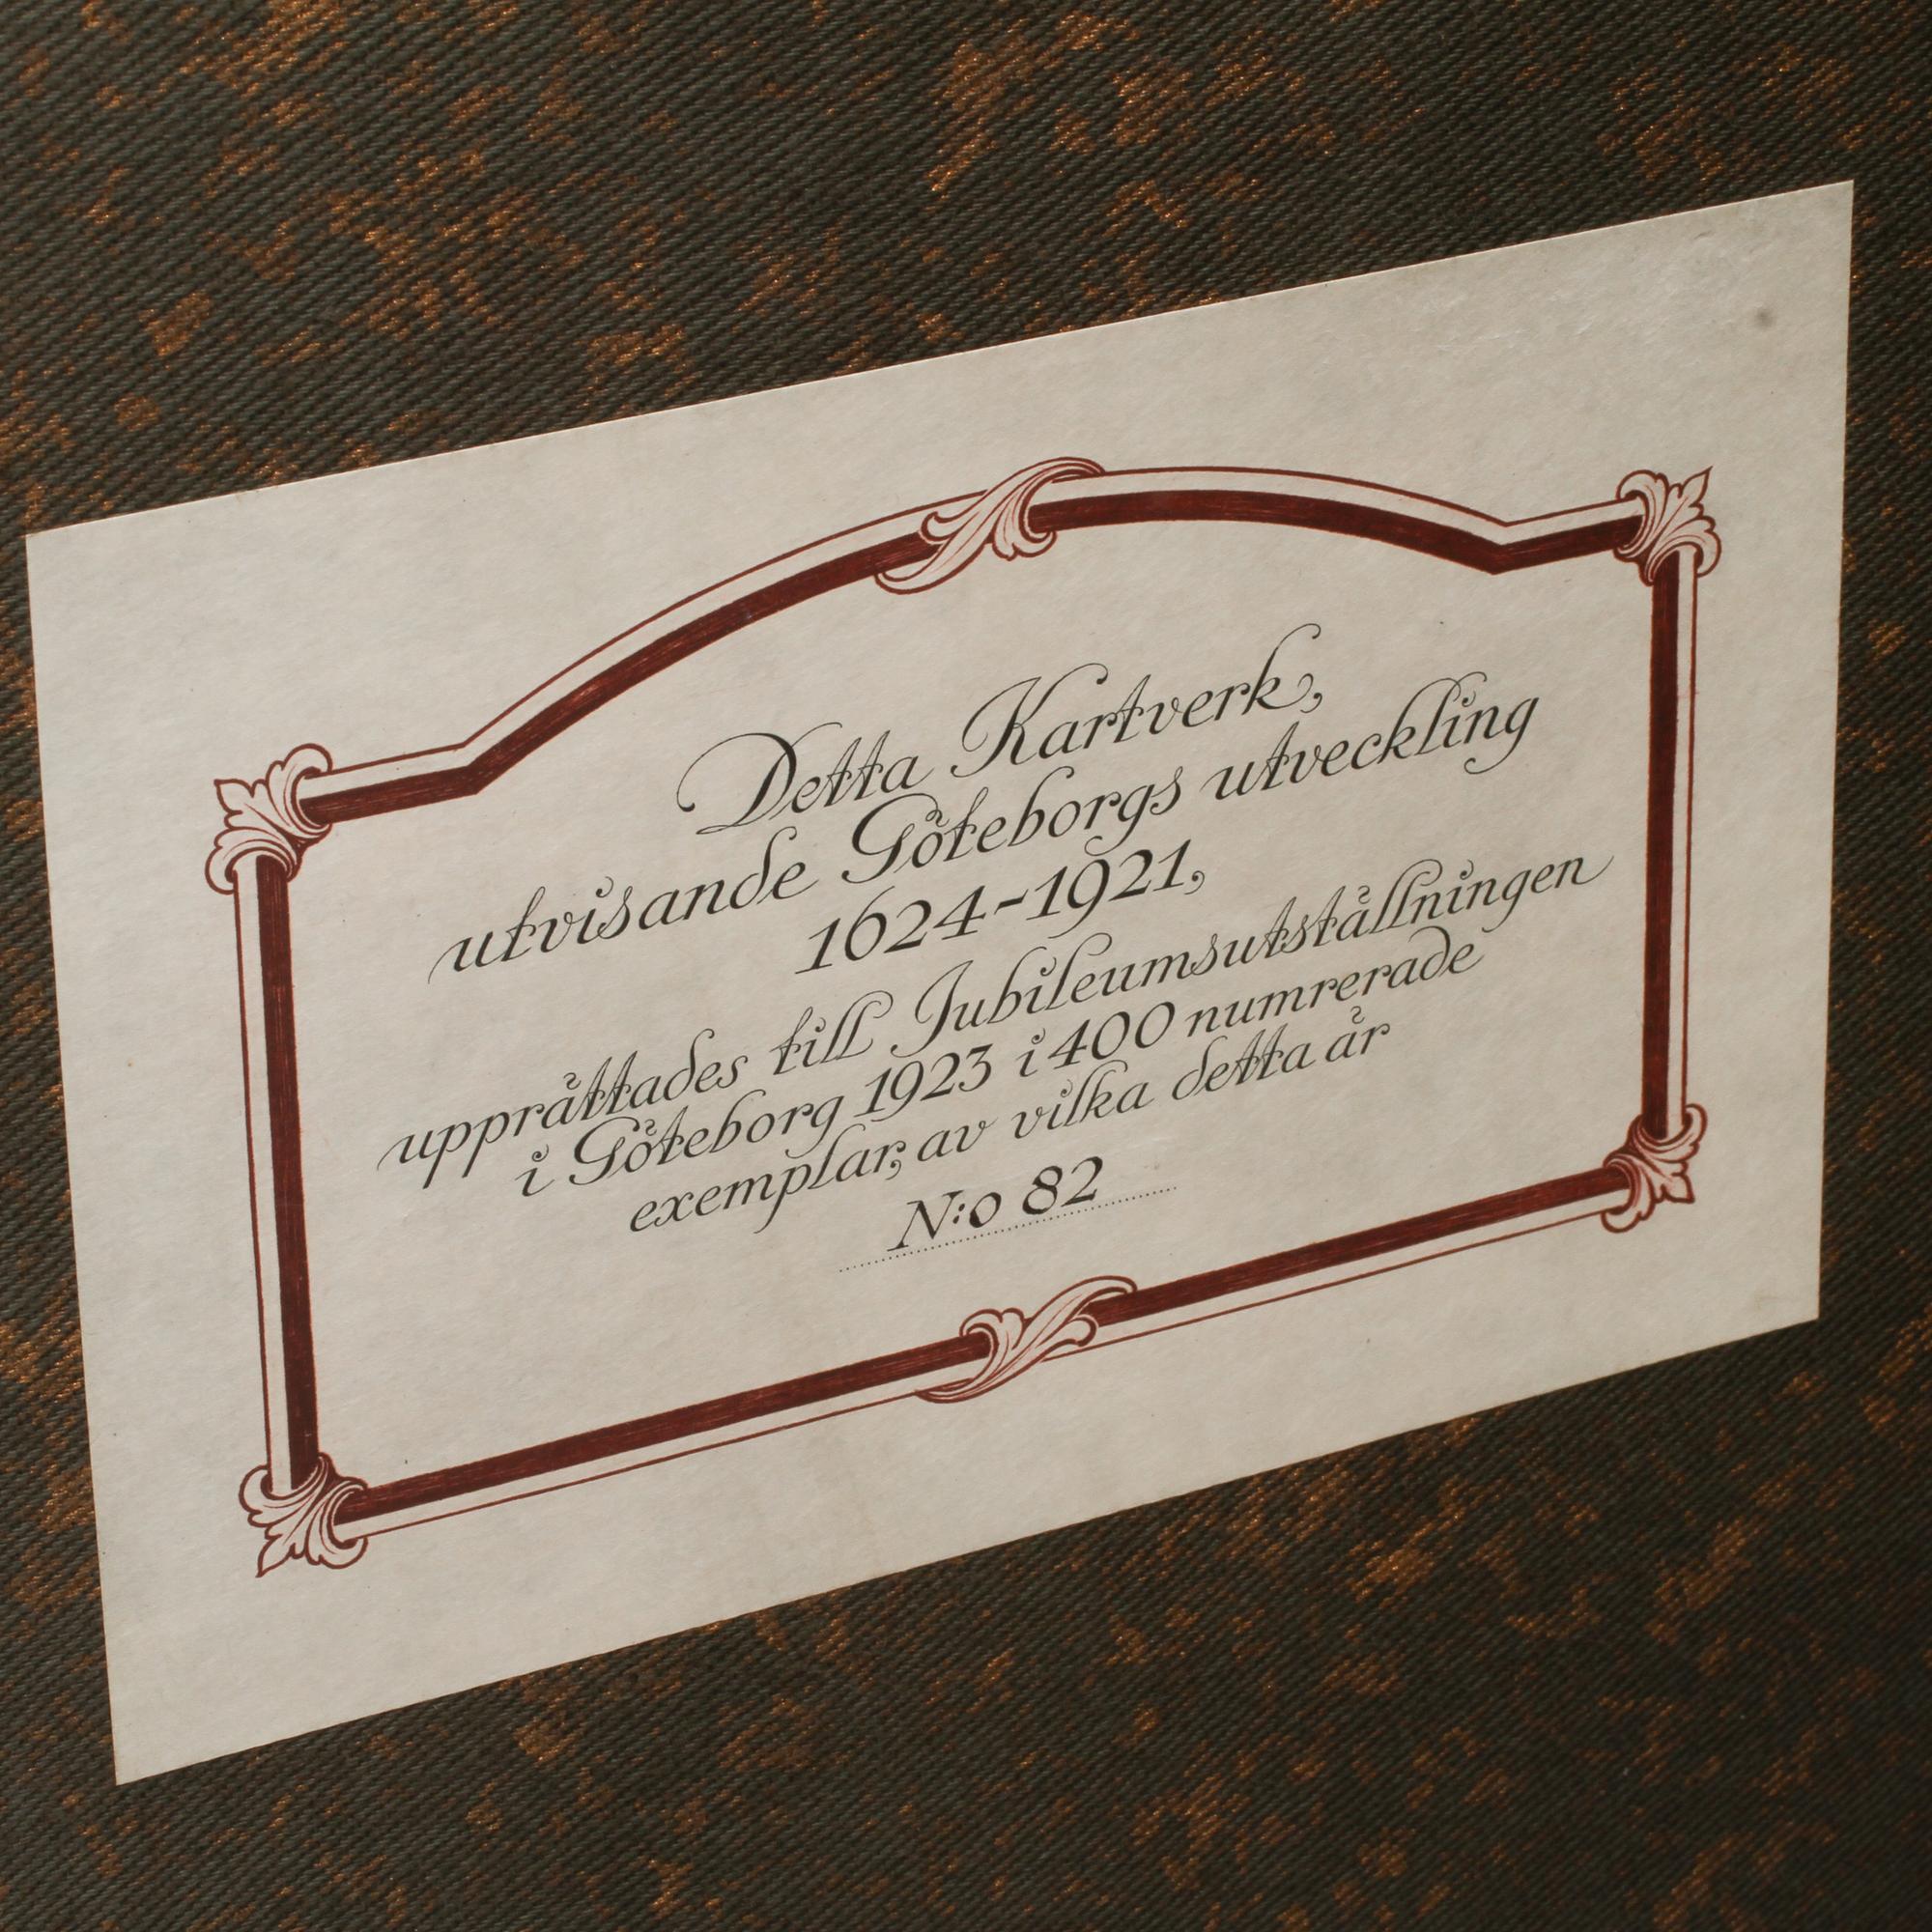 Detta Kartverk,
utvisande Göteborgs utveckling
1624-1921,
upprättades till Jubileumsutställningen
i Göteborg 1923 i 400 numrerade
exemplar, av vilka detta är
N:o 82